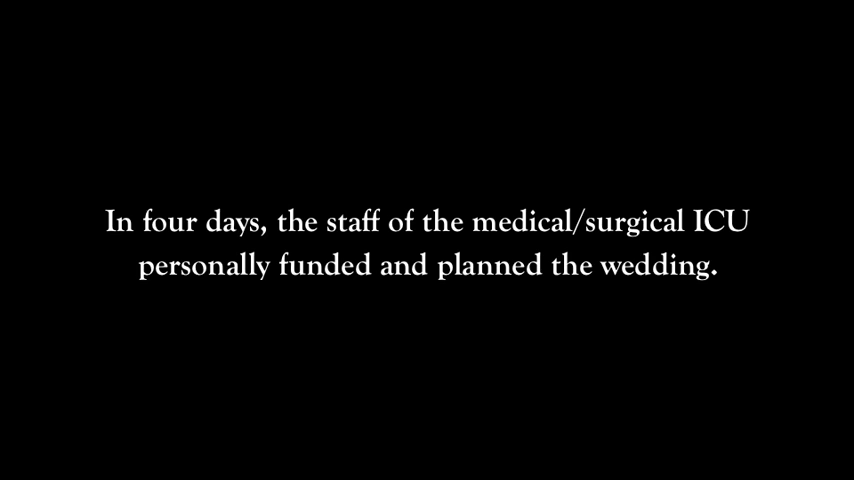 In four days, the staff of the medical/surgical ICU
personally funded and planned the wedding.